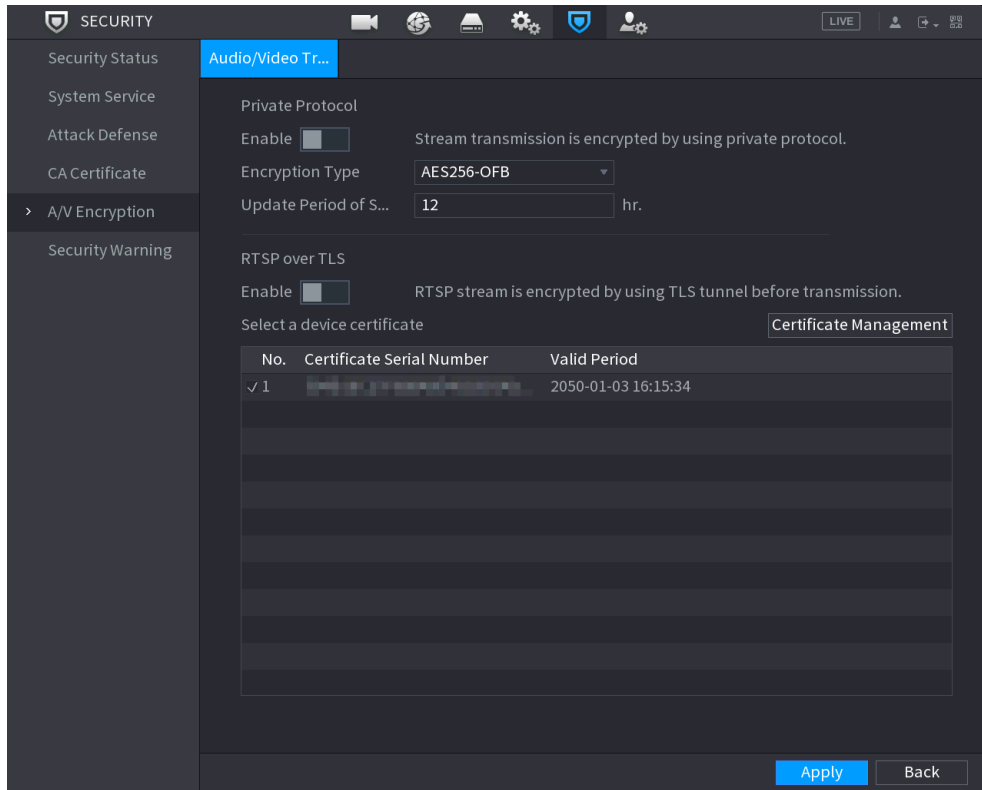 SECURITY
LIVE
Security Status
System Service
Attack Defense
CA Certificate
A/V Encryption
Security Warning
Audio/Video Tr...
Private Protocol
Enable Stream transmission is encrypted by using private protocol.
Encryption Type AES256-OFB
Update Period of S... 12 hr.
RTSP over TLS
Enable RTSP stream is encrypted by using TLS tunnel before transmission.
Select a device certificate Certificate Management
No. Certificate Serial Number Valid Period
1 2050-01-03 16:15:34
Apply Back